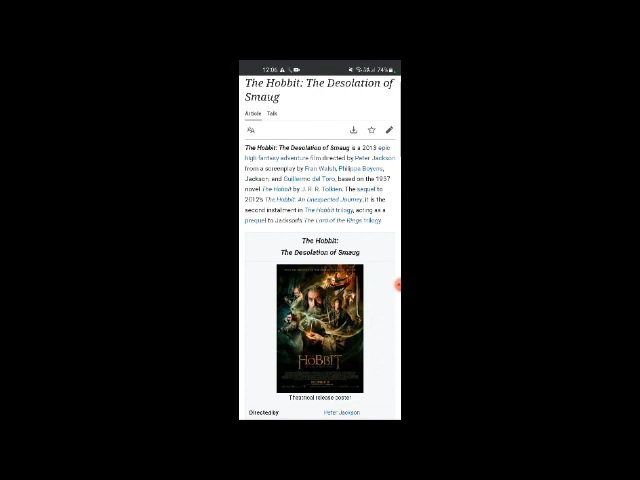 12:06
74%
The Hobbit: The Desolation of
Smaug
Article Talk
The Hobbit: The Desolation of Smaug is a 2013 epic
high fantasy adventure film directed by Peter Jackson
from a screenplay by Fran Walsh, Philippa Boyens,
Jackson, and Guillermo del Toro, based on the 1937
novel The Hobbit by J. R. R. Tolkien. The sequel to
2012's The Hobbit: An Unexpected Journey, it is the
second instalment in The Hobbit trilogy, acting as a
prequel to Jackson's The Lord of the Rings trilogy.
The Hobbit:
The Desolation of Smaug
THE HOBBIT
Theatrical release poster
Directed by Peter Jackson